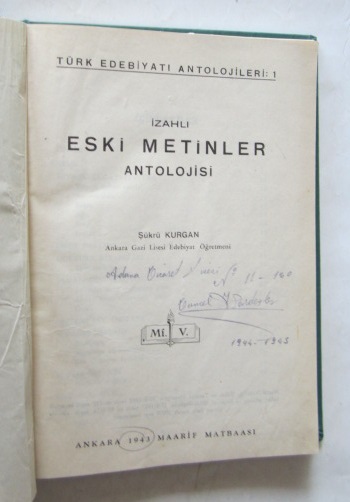 TÜRK EDEBİYATI ANTOLOJİLERİ: 1
İZAHLI
ESKİ METİNLER
ANTOLOJİSİ
Şükrü KURGAN
Ankara Gazi Lisesi Edebiyat Öğretmeni
Adana
Mf. V.
1944-1945
ANKARA 1943 MAARİF MATBAASI